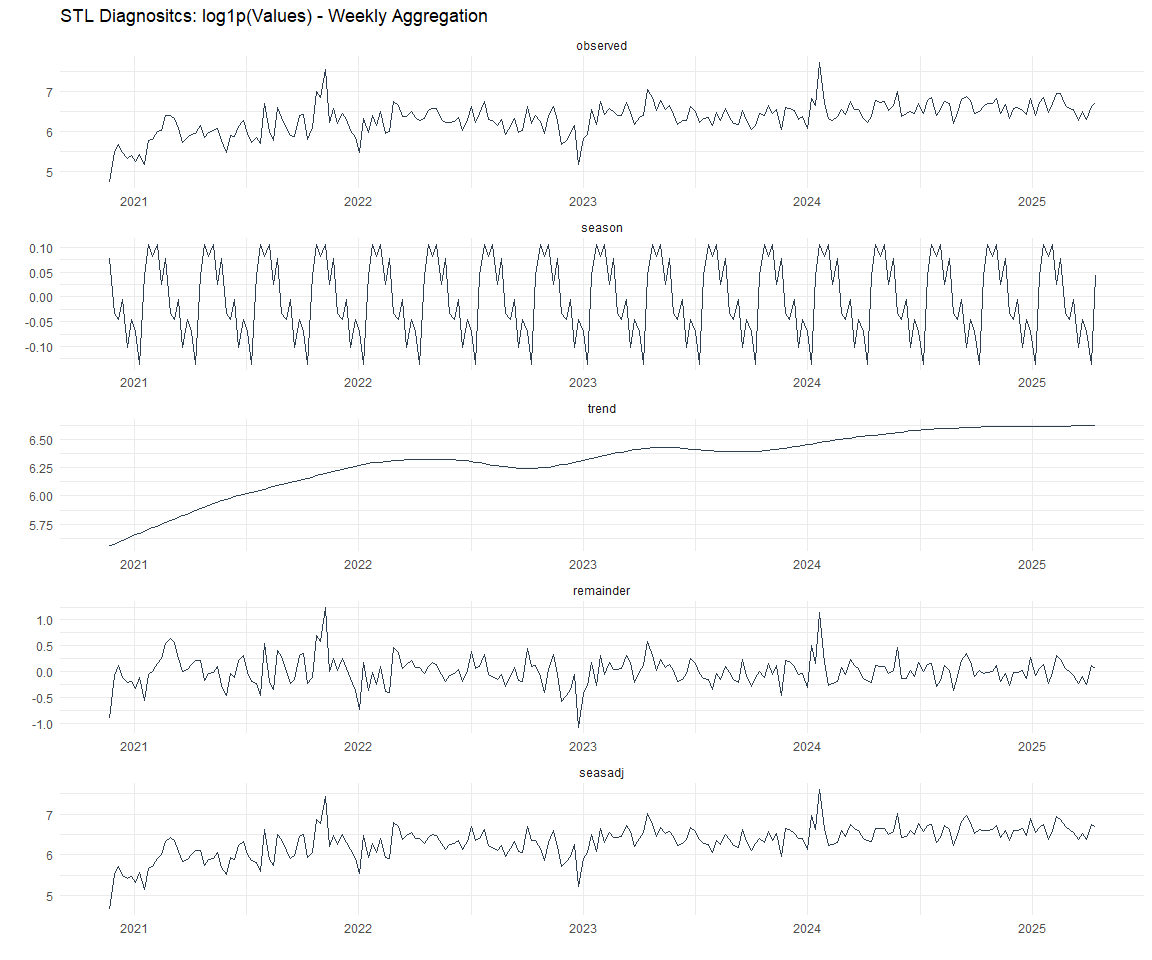 STL Diagnositcs: log1p(Values) - Weekly Aggregation
observed
7
6
5
2021 2022 2023 2024 2025
season
0.10
0.05
0.00
-0.05
-0.10
2021 2022 2023 2024 2025
trend
6.50
6.25
6.00
5.75
2021 2022 2023 2024 2025
remainder
1.0
0.5
0.0
-0.5
-1.0
2021 2022 2023 2024 2025
seasadj
7
6
5
2021 2022 2023 2024 2025